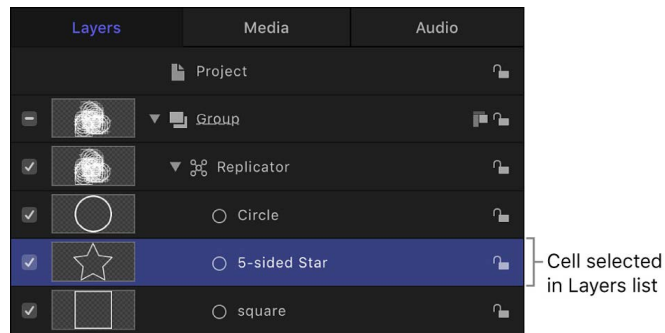 Layers Media Audio
Project
Group
Replicator
Circle
5-sided Star
square
Cell selected
in Layers list